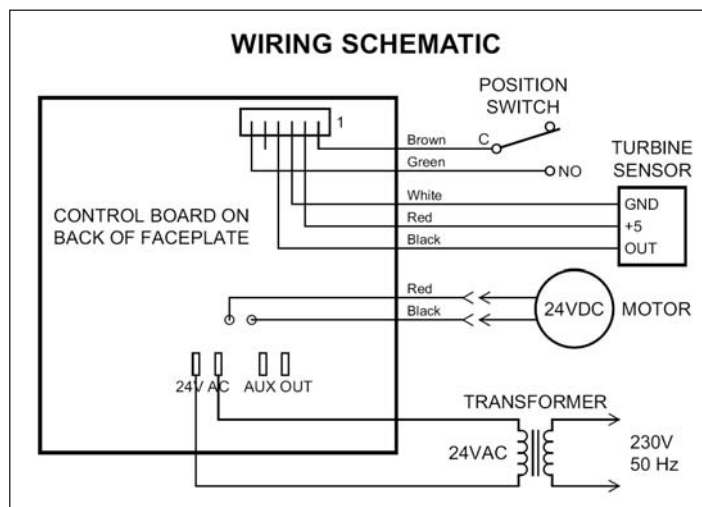 WIRING SCHEMATIC
POSITION
SWITCH
1
Brown
C
Green
NO
TURBINE
SENSOR
White
GND
CONTROL BOARD ON
BACK OF FACEPLATE
Red
+5
Black
OUT
Red
24VDC
MOTOR
Black
24V AC
AUX OUT
TRANSFORMER
24VAC
230V
50 Hz